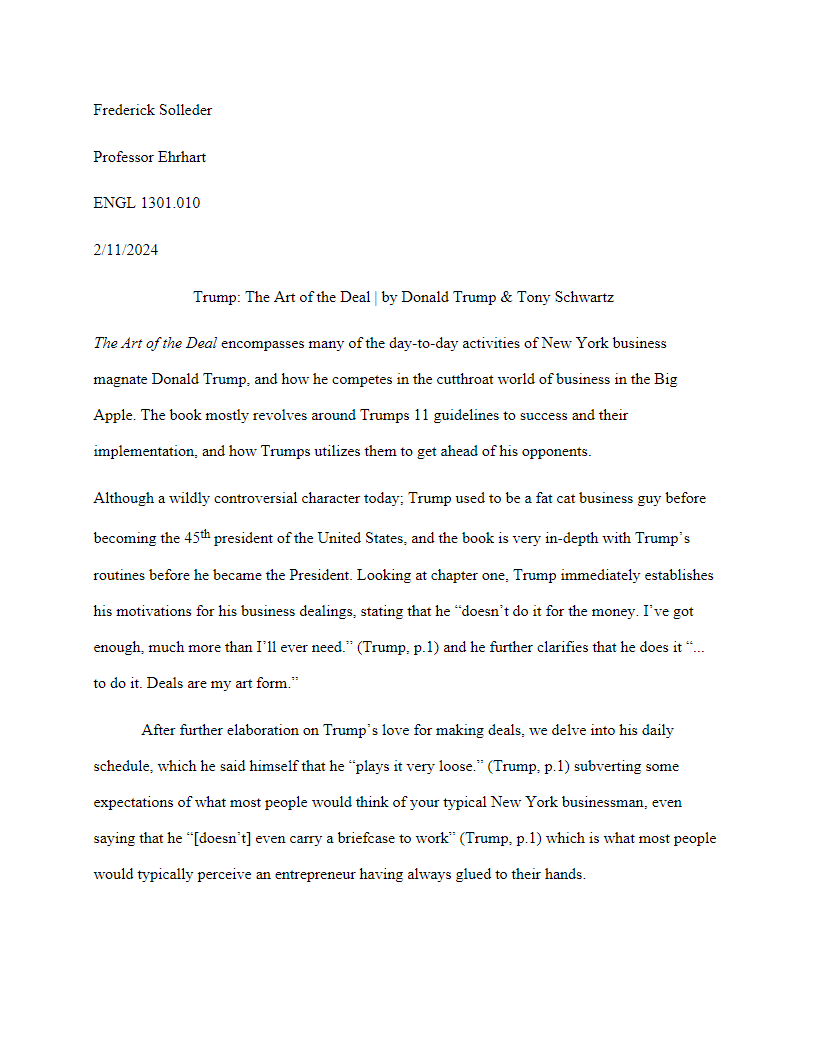 Frederick Solleder
Professor Ehrhart
ENGL 1301.010
2/11/2024
Trump: The Art of the Deal | by Donald Trump & Tony Schwartz
The Art of the Deal encompasses many of the day-to-day activities of New York business
magnate Donald Trump, and how he competes in the cutthroat world of business in the Big
Apple. The book mostly revolves around Trumps 11 guidelines to success and their
implementation, and how Trumps utilizes them to get ahead of his opponents.
Although a wildly controversial character today; Trump used to be a fat cat business guy before
becoming the 45th president of the United States, and the book is very in-depth with Trump’s
routines before he became the President. Looking at chapter one, Trump immediately establishes
his motivations for his business dealings, stating that he “doesn’t do it for the money. I’ve got
enough, much more than I’ll ever need.” (Trump, p.1) and he further clarifies that he does it “...
to do it. Deals are my art form.”
After further elaboration on Trump’s love for making deals, we delve into his daily
schedule, which he said himself that he “plays it very loose.” (Trump, p.1) subverting some
expectations of what most people would think of your typical New York businessman, even
saying that he “[doesn’t] even carry a briefcase to work” (Trump, p.1) which is what most people
would typically perceive an entrepreneur having always glued to their hands.